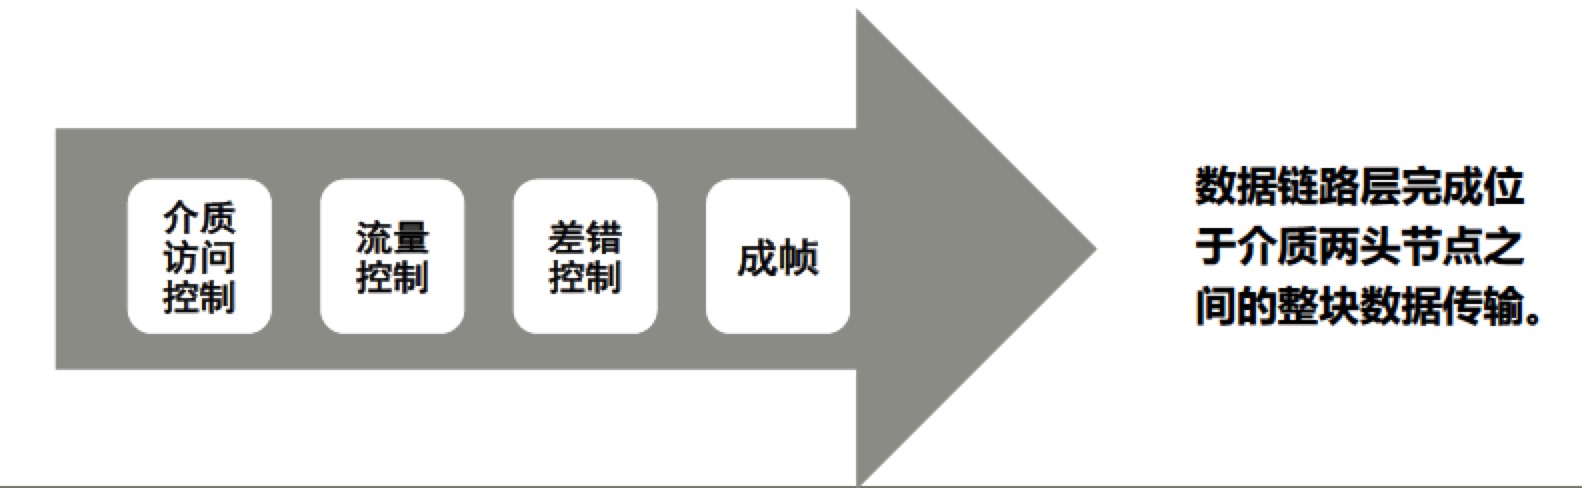 介质
访问
控制
流量
控制
差错
控制
成帧
数据链路层完成位
于介质两头节点之
间的整块数据传输。